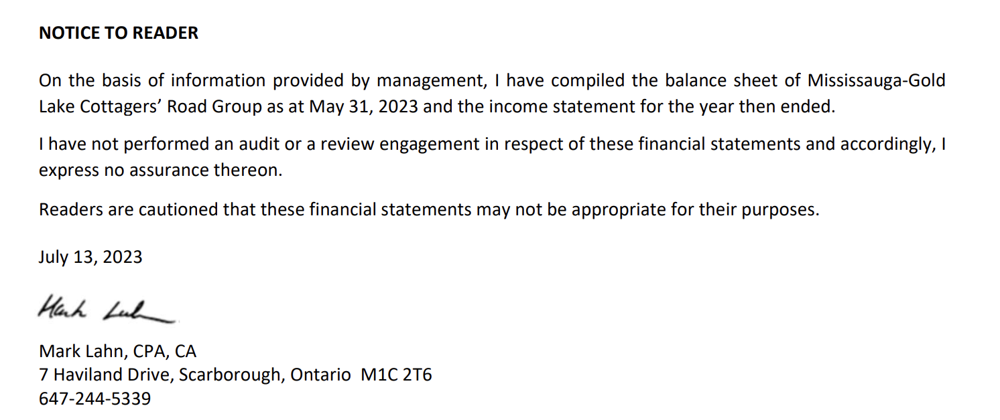 NOTICE TO READER
On the basis of information provided by management, I have compiled the balance sheet of Mississauga-Gold
Lake Cottagers’ Road Group as at May 31, 2023 and the income statement for the year then ended.
I have not performed an audit or a review engagement in respect of these financial statements and accordingly, I
express no assurance thereon.
Readers are cautioned that these financial statements may not be appropriate for their purposes.
July 13, 2023
Mark Lahn
Mark Lahn, CPA, CA
7 Haviland Drive, Scarborough, Ontario M1C 2T6
647-244-5339